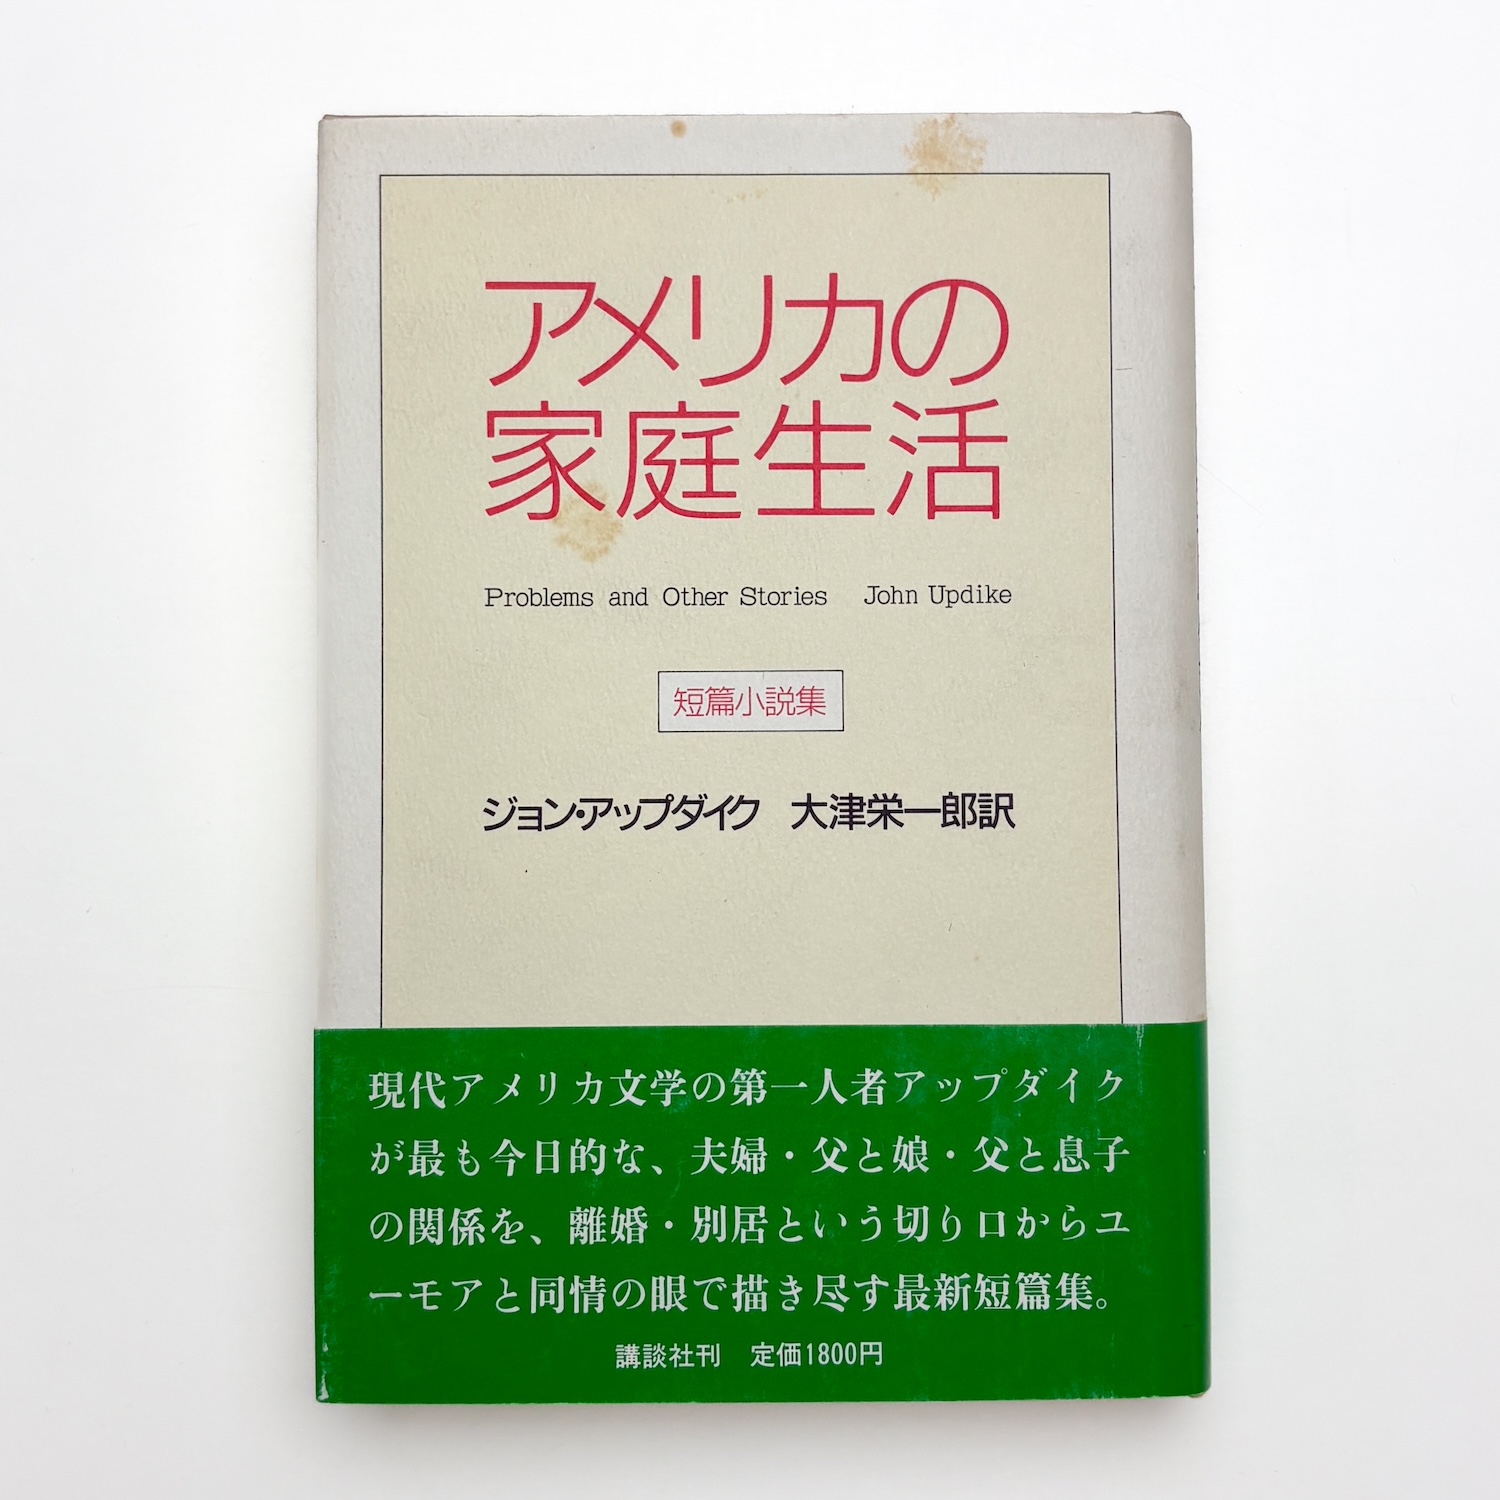 アメリカの
家庭生活
Problems and Other Stories John Updike
短篇小説集
ジョン・アップダイク 大津栄一郎訳
現代アメリカ文学の第一人者アップダイク
が最も今日的な、夫婦・父と娘・父と息子
の関係を、離婚・別居という切り口からユ
ーモアと同情の眼で描き尽す最新短篇集。
講談社刊 定価1800円